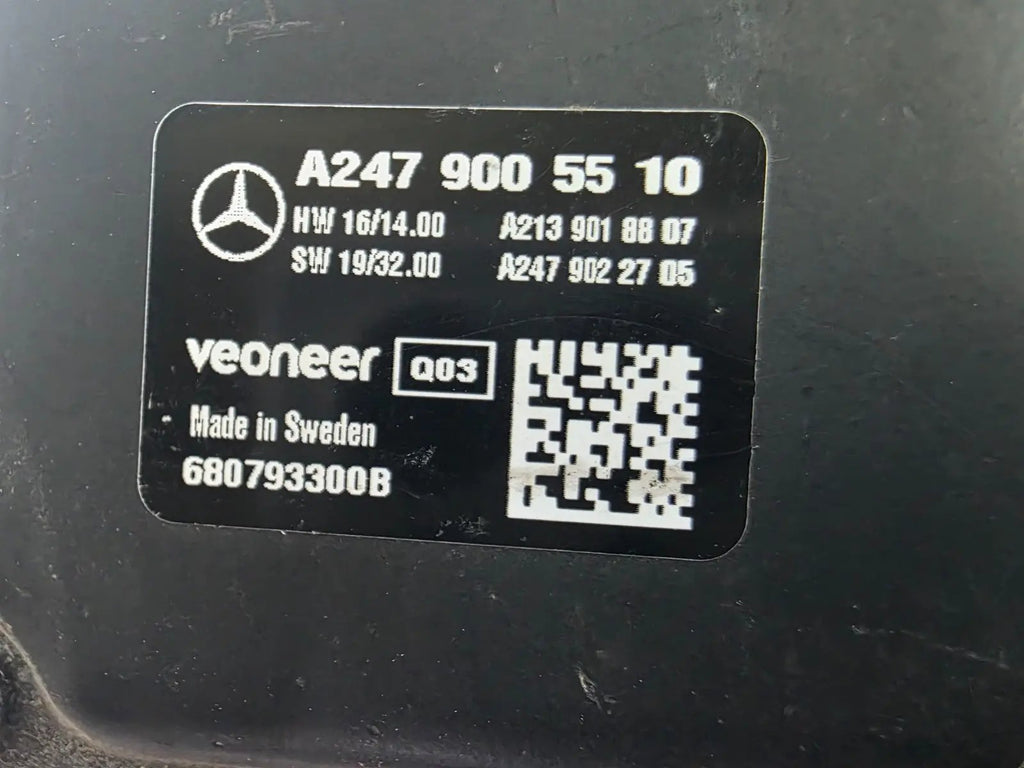 A247 900 55 10
HW 16/14.00 A213 901 88 07
SW 19/32.00 A247 902 27 05
veoneer Q03
Made in Sweden
680793300B